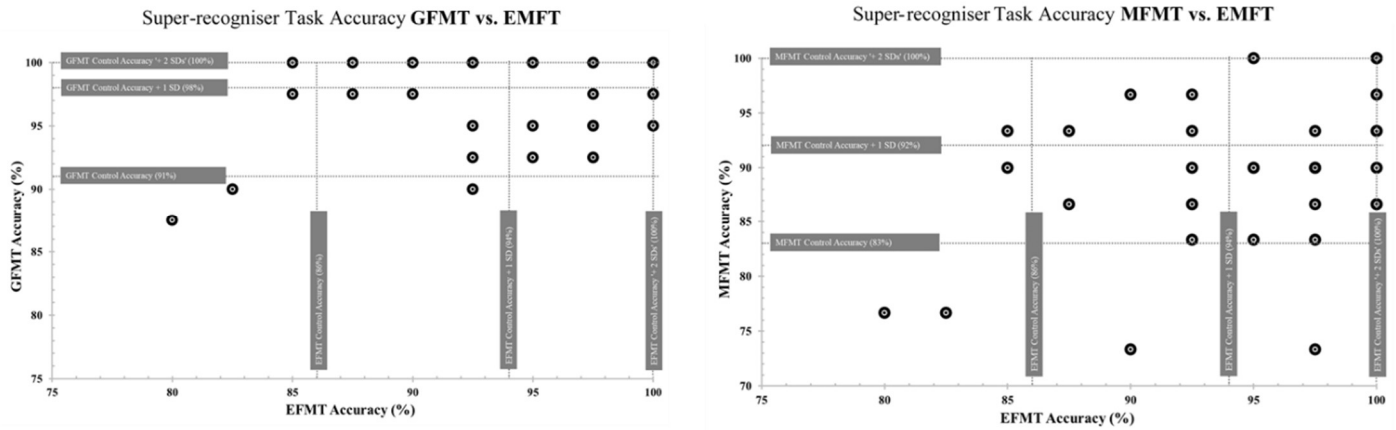 Super-recogniser Task Accuracy GFMT vs. EMFT
GFMT Accuracy (%)
100
95
90
85
80
75
GFMT Control Accuracy '+ 2 SDs' (100%)
GFMT Control Accuracy + 1 SD (98%)
GFMT Control Accuracy (91%)
EFMT Control Accuracy (86%)
EFMT Control Accuracy + 1 SD (94%)
EFMT Control Accuracy '+ 2 SDs' (100%)
75 80 85 90 95 100
EFMT Accuracy (%)
Super-recogniser Task Accuracy MFMT vs. EMFT
MFMT Accuracy (%)
100
95
90
85
80
75
70
MFMT Control Accuracy '+ 2 SDs' (100%)
MFMT Control Accuracy + 1 SD (92%)
MFMT Control Accuracy (83%)
EFMT Control Accuracy (86%)
EFMT Control Accuracy + 1 SD (94%)
EFMT Control Accuracy '+ 2 SDs' (100%)
75 80 85 90 95 100
EFMT Accuracy (%)